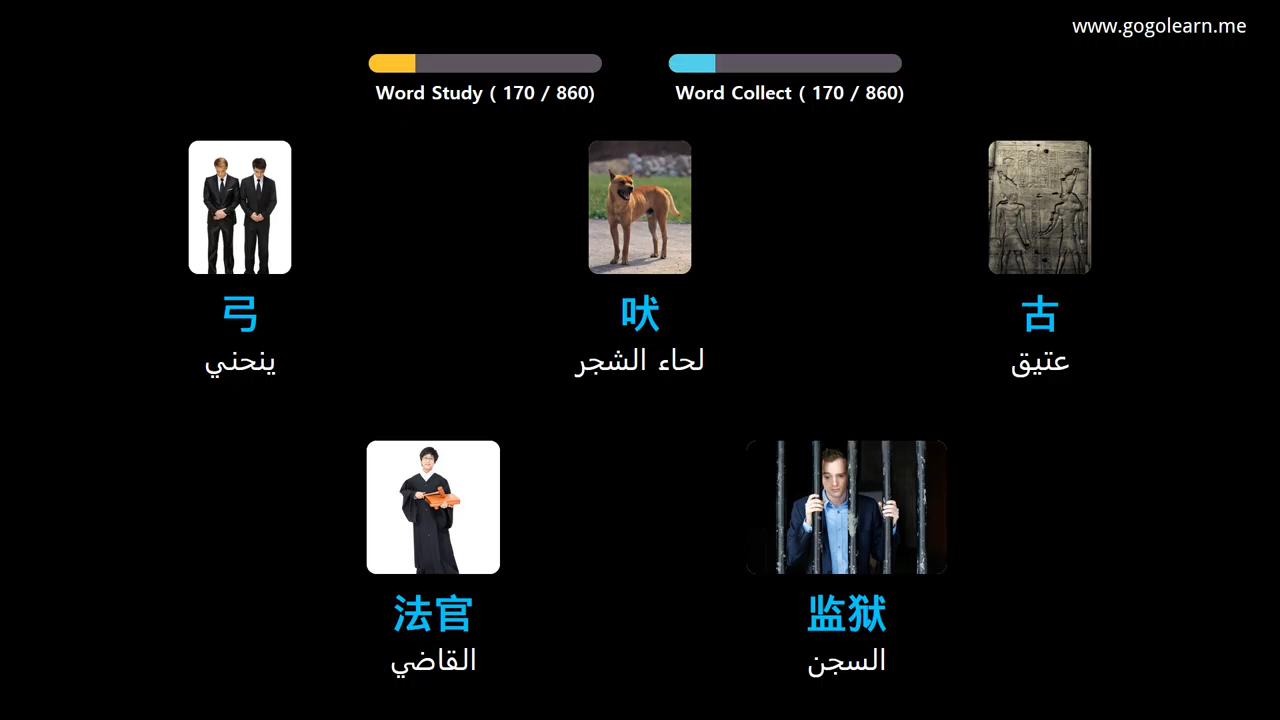 www.gogolearn.me
Word Study ( 170 / 860)
Word Collect ( 170 / 860)
弓
ينحني
吠
لحاء الشجر
古
عتيق
法官
القاضي
监狱
السجن